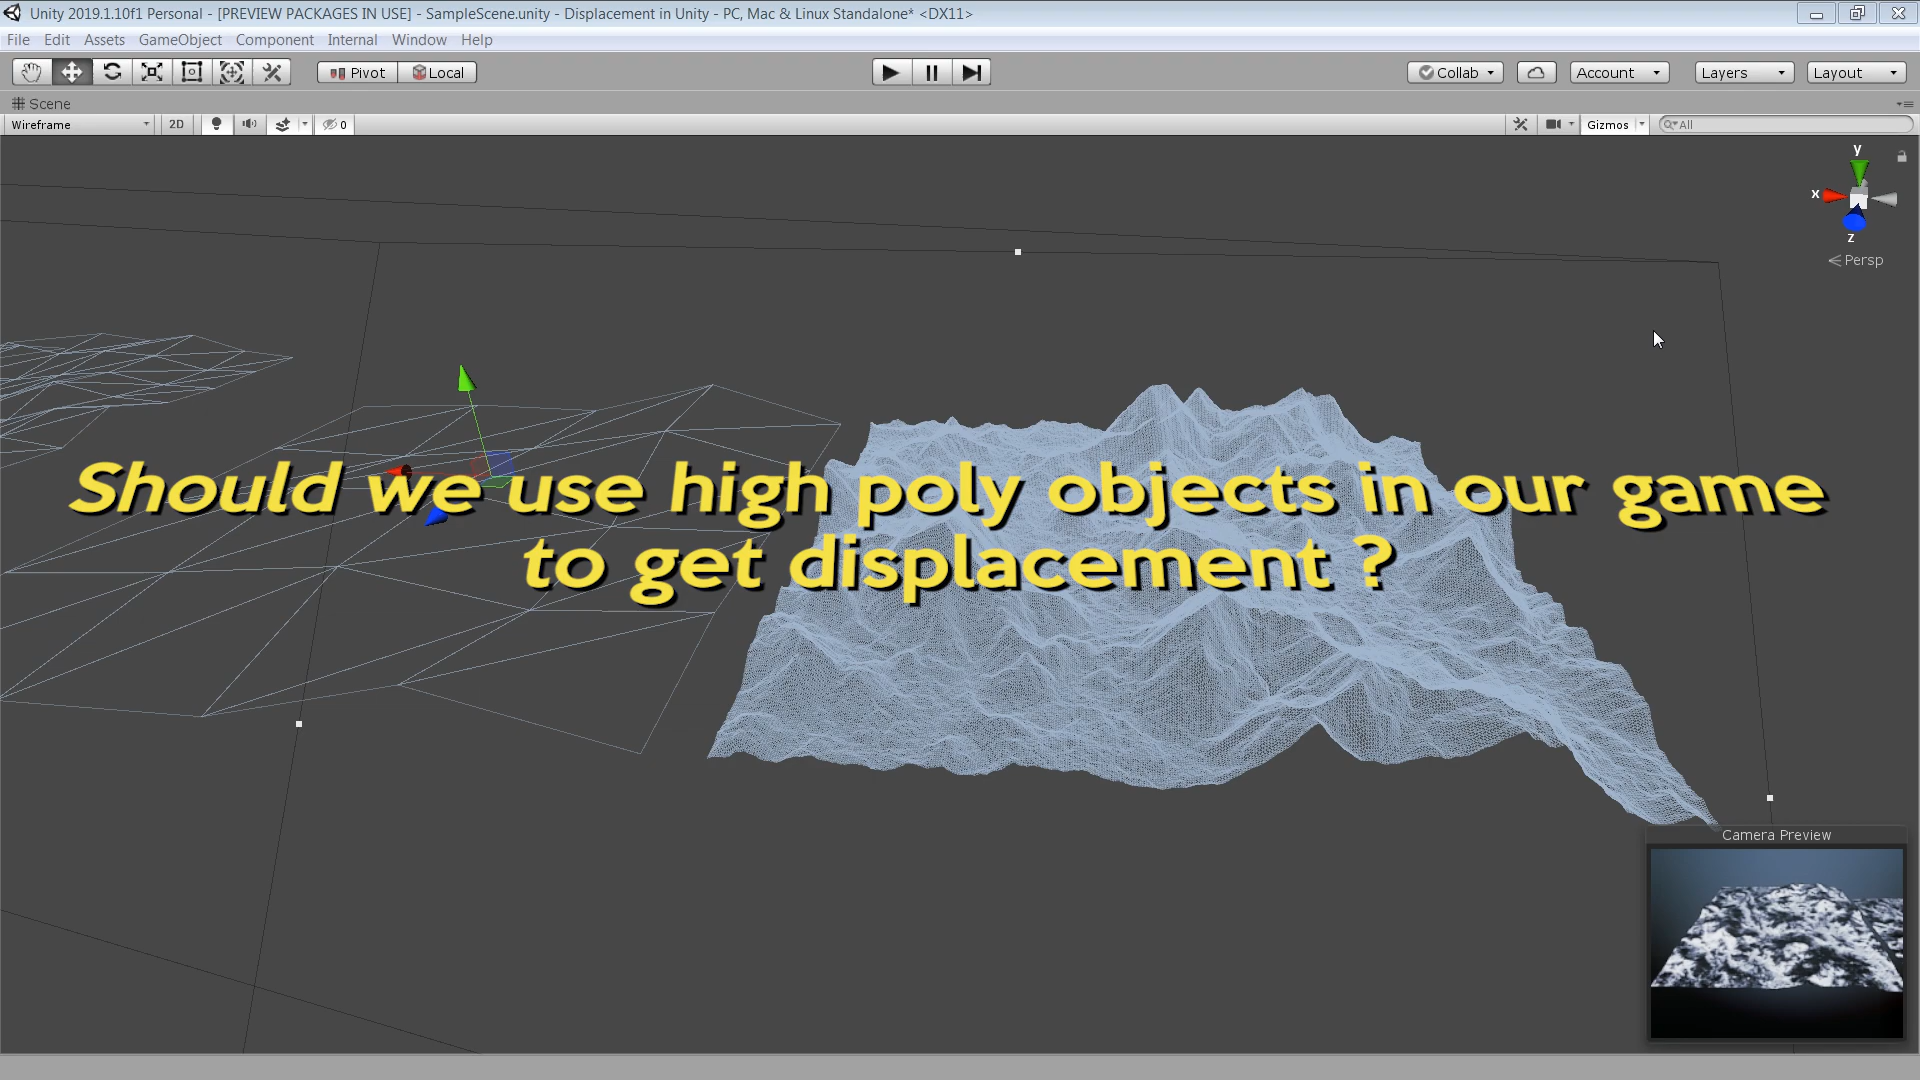 Unity 2019.1.10f1 Personal - [PREVIEW PACKAGES IN USE] - SampleScene.unity - Displacement in Unity - PC, Mac & Linux Standalone* <DX11>
File Edit Assets GameObject Component Internal Window Help
Pivot Local Collab Account Layers Layout
Scene
Wireframe 2D 0 Gizmos All
y
x
z
Persp
Should we use high poly objects in our game
to get displacement ?
Camera Preview